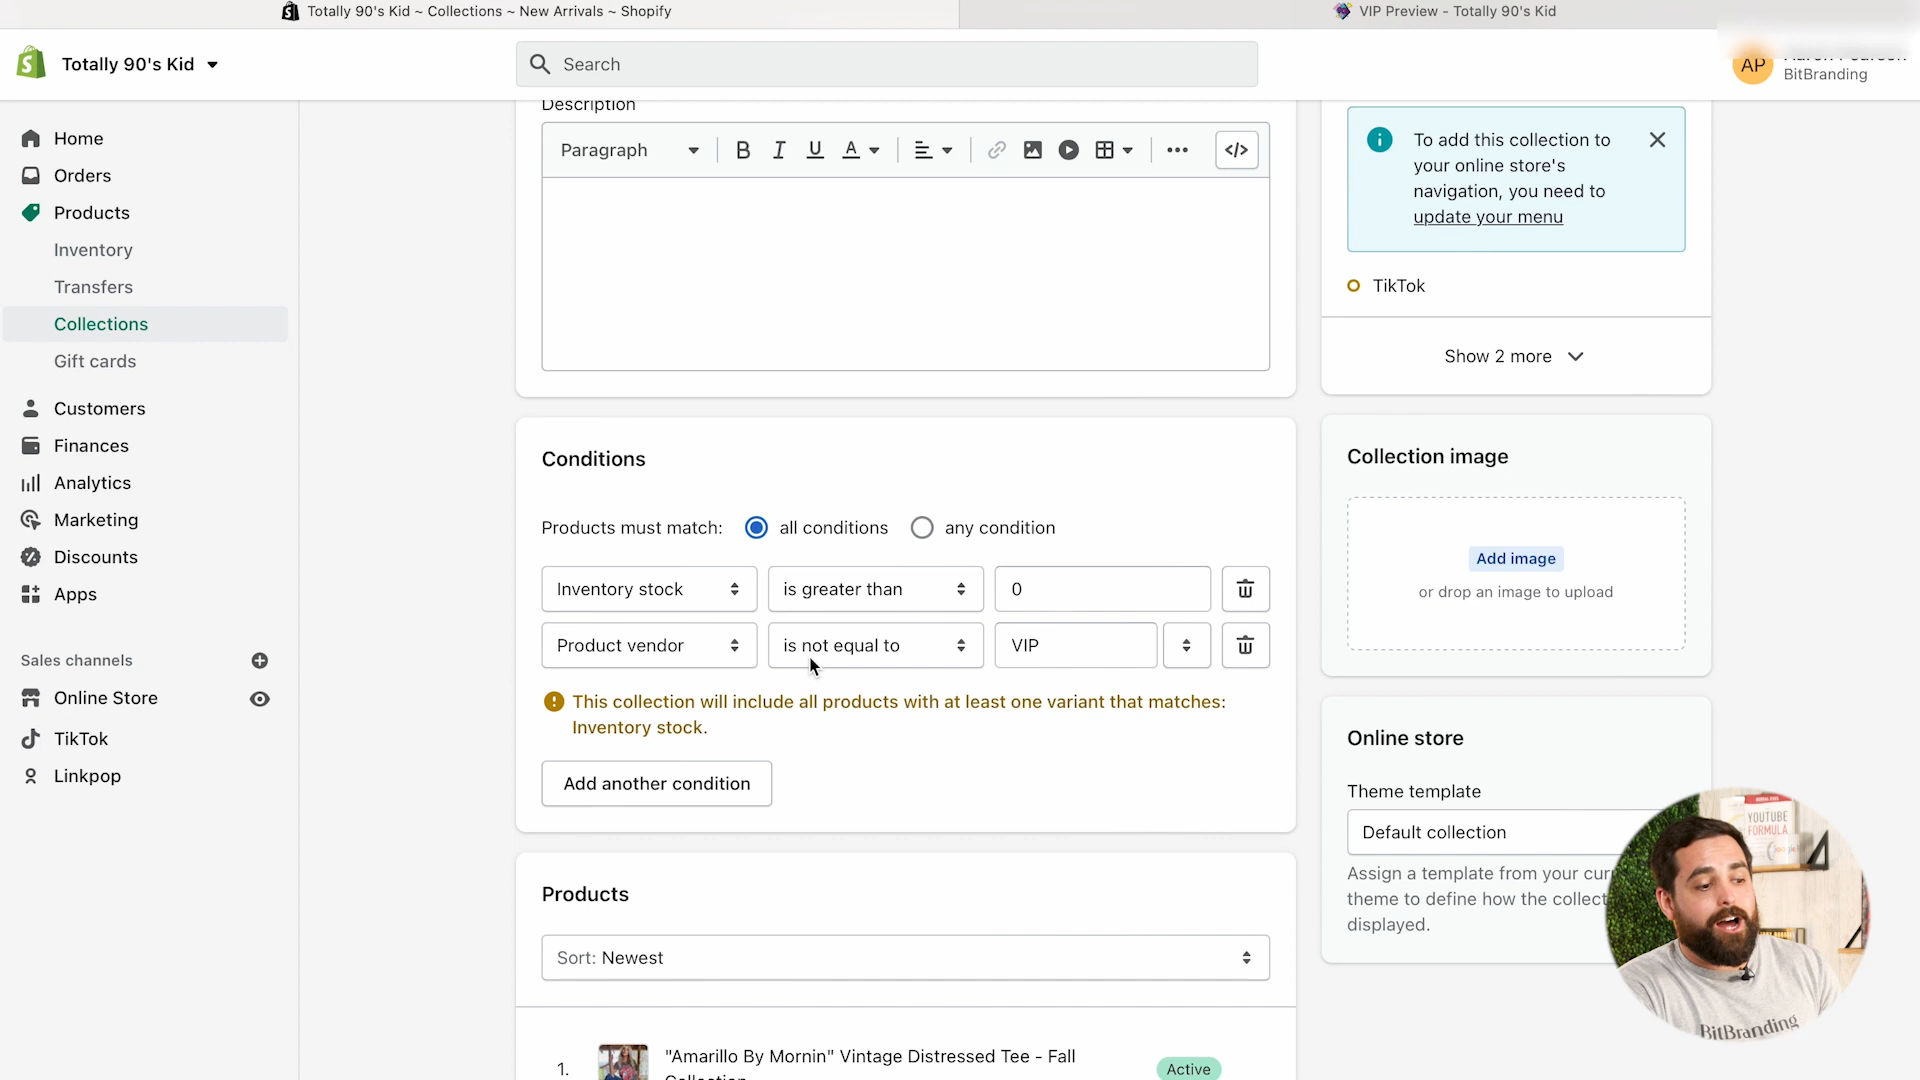 Totally 90's Kid ~ Collections ~ New Arrivals ~ Shopify
VIP Preview - Totally 90's Kid
Totally 90's Kid
Search
AP
BitBranding
Home
Orders
Products
Inventory
Transfers
Collections
Gift cards
Customers
Finances
Analytics
Marketing
Discounts
Apps
Sales channels
Online Store
TikTok
Linkpop
Description
Paragraph
B I U A
</>
Conditions
Products must match: all conditions any condition
Inventory stock is greater than 0
Product vendor is not equal to VIP
This collection will include all products with at least one variant that matches:
Inventory stock.
Add another condition
Products
Sort: Newest
1. "Amarillo By Mornin" Vintage Distressed Tee - Fall
Active
To add this collection to
your online store's
navigation, you need to
update your menu
TikTok
Show 2 more
Collection image
Add image
or drop an image to upload
Online store
Theme template
Default collection
Assign a template from your
theme to define how the
displayed.
YOUTUBE
FORMULA
BitBranding